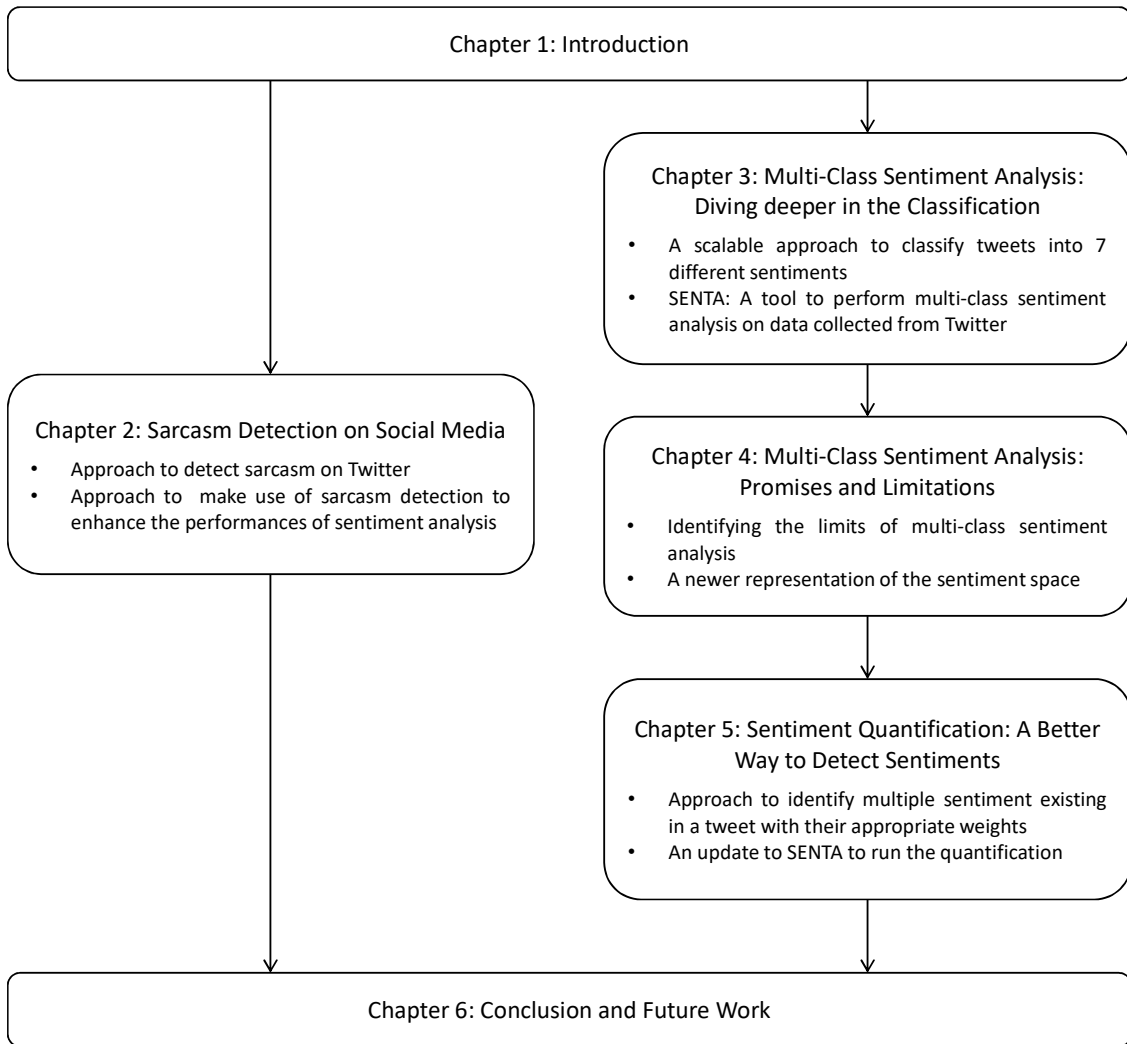 Chapter 1: Introduction
Chapter 3: Multi-Class Sentiment Analysis:
Diving deeper in the Classification
• A scalable approach to classify tweets into 7
different sentiments
• SENTA: A tool to perform multi-class sentiment
analysis on data collected from Twitter
Chapter 2: Sarcasm Detection on Social Media
• Approach to detect sarcasm on Twitter
• Approach to make use of sarcasm detection to
enhance the performances of sentiment analysis
Chapter 4: Multi-Class Sentiment Analysis:
Promises and Limitations
• Identifying the limits of multi-class sentiment
analysis
• A newer representation of the sentiment space
Chapter 5: Sentiment Quantification: A Better
Way to Detect Sentiments
• Approach to identify multiple sentiment existing
in a tweet with their appropriate weights
• An update to SENTA to run the quantification
Chapter 6: Conclusion and Future Work